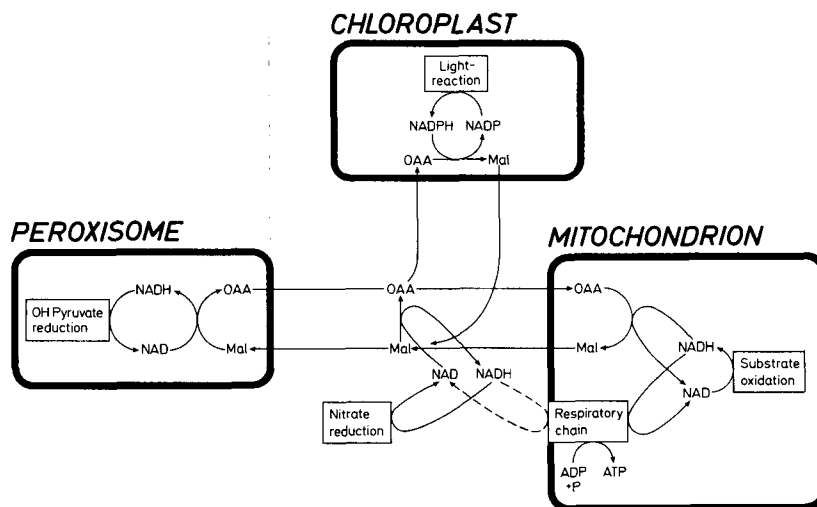 CHLOROPLAST
Light-
reaction
NADPH NADP
OAA Mal
PEROXISOME
NADH
OAA
OH Pyruvate
reduction
NAD
Mal
OAA
Mal
NAD NADH
Nitrate
reduction
MITOCHONDRION
OAA
Mal
NADH
NAD
Substrate
oxidation
Respiratory
chain
ADP ATP
+P